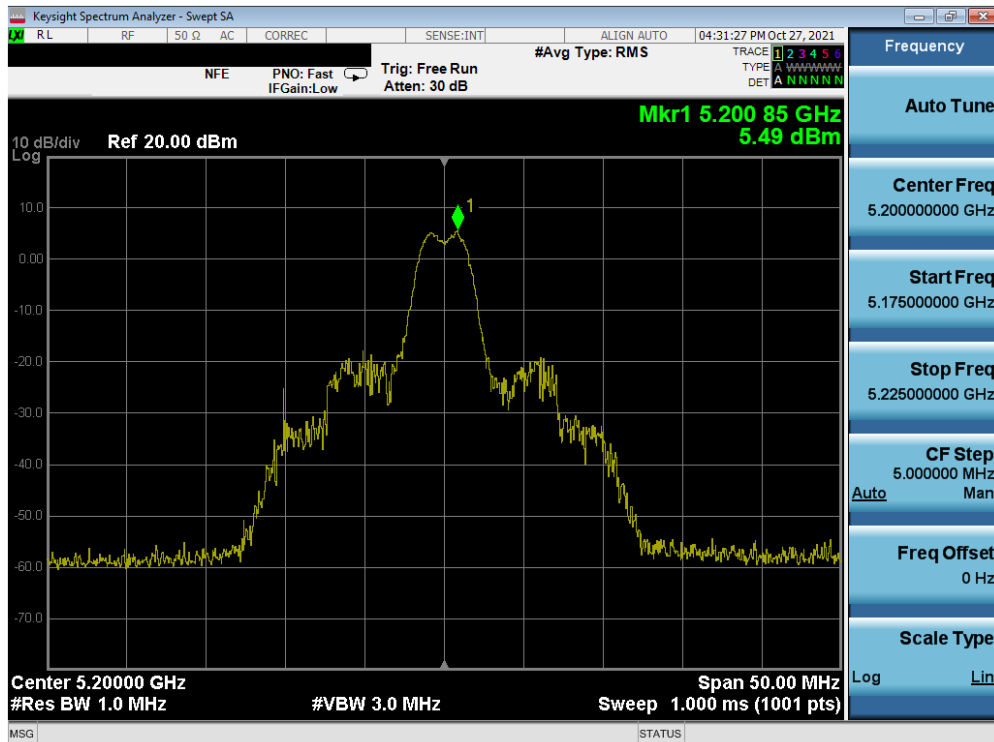 Keysight Spectrum Analyzer - Swept SA
LXI RL RF 50 Ω AC CORREC SENSE:INT ALIGN AUTO 04:31:27 PM Oct 27, 2021
#Avg Type: RMS
TRACE 1 2 3 4 5 6
TYPE A W W W W W
DET A N N N N N
NFE PNO: Fast Trig: Free Run
IFGain:Low Atten: 30 dB
Mkr1 5.200 85 GHz
5.49 dBm
10 dB/div Ref 20.00 dBm
Log
1
10.0
0.00
-10.0
-20.0
-30.0
-40.0
-50.0
-60.0
-70.0
Center 5.20000 GHz Span 50.00 MHz
#Res BW 1.0 MHz #VBW 3.0 MHz Sweep 1.000 ms (1001 pts)
MSG STATUS
Frequency
Auto Tune
Center Freq
5.200000000 GHz
Start Freq
5.175000000 GHz
Stop Freq
5.225000000 GHz
CF Step
5.000000 MHz
Auto Man
Freq Offset
0 Hz
Scale Type
Log Lin